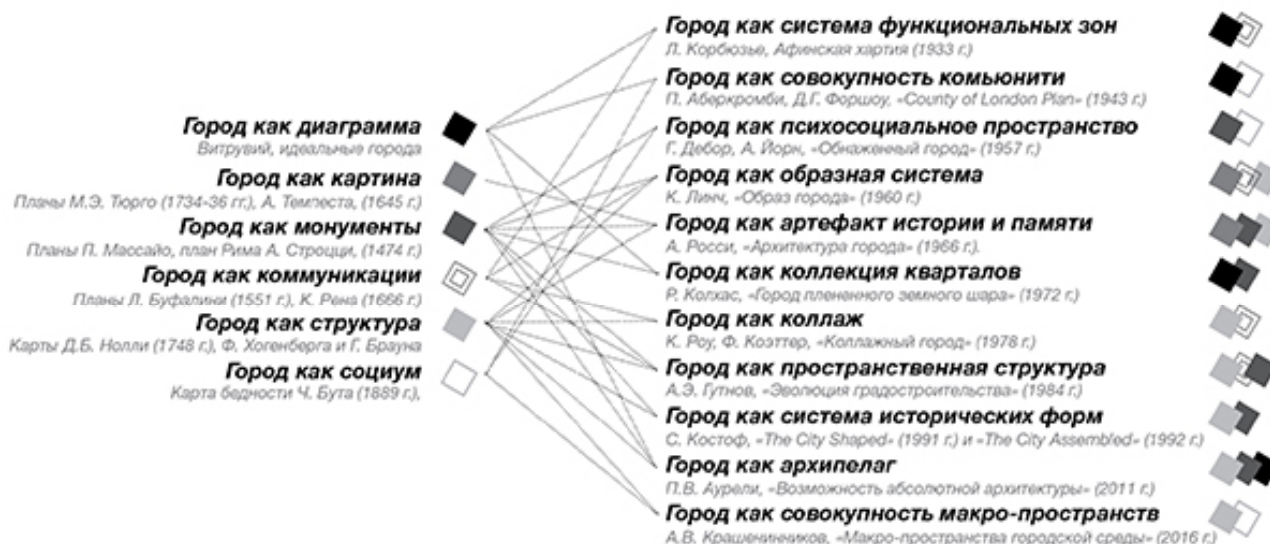 Город как диаграмма
Витрувий, идеальные города
Город как картина
Планы М.Э. Тюрго (1734-36 гг.), А. Темпеста, (1645 г.)
Город как монументы
Планы П. Массайо, план Рима А. Строцци, (1474 г.)
Город как коммуникации
Планы Л. Буфалини (1551 г.), К. Рена (1666 г.)
Город как структура
Карты Д.Б. Нолли (1748 г.), Ф. Хогенберга и Г. Брауна
Город как социум
Карта бедности Ч. Бута (1889 г.),
Город как система функциональных зон
Л. Корбюзье, Афинская хартия (1933 г.)
Город как совокупность комьюнити
П. Аберкромби, Д.Г. Форшоу, «County of London Plan» (1943 г.)
Город как психосоциальное пространство
Г. Дебор, А. Йорн, «Обнаженный город» (1957 г.)
Город как образная система
К. Линч, «Образ города» (1960 г.)
Город как артефакт истории и памяти
А. Росси, «Архитектура города» (1966 г.).
Город как коллекция кварталов
Р. Колхас, «Город плененного земного шара» (1972 г.)
Город как коллаж
К. Роу, Ф. Коэттер, «Коллажный город» (1978 г.)
Город как пространственная структура
А.Э. Гутнов, «Эволюция градостроительства» (1984 г.)
Город как система исторических форм
С. Костоф, «The City Shaped» (1991 г.) и «The City Assembled» (1992 г.)
Город как архипелаг
П.В. Аурели, «Возможность абсолютной архитектуры» (2011 г.)
Город как совокупность макро-пространств
А.В. Крашенинников, «Макро-пространства городской среды» (2016 г.)